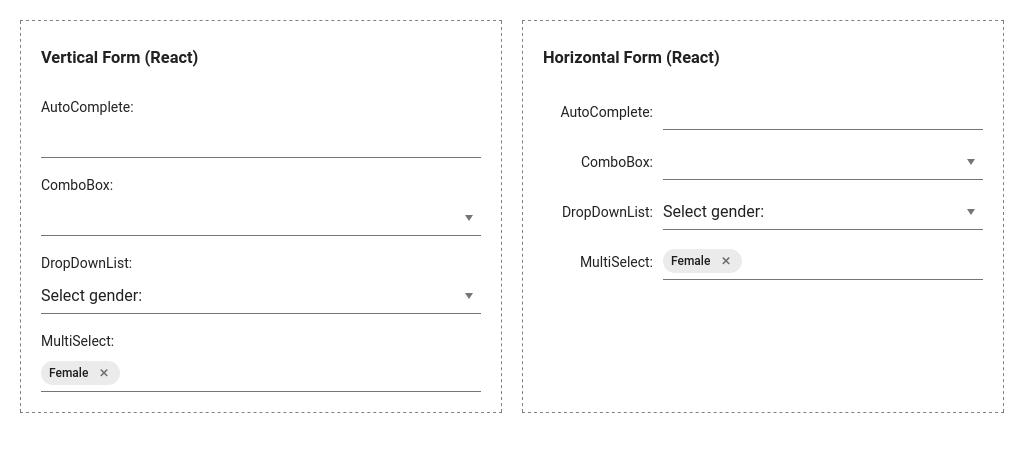 Vertical Form (React)
AutoComplete:
ComboBox:
DropDownList:
Select gender:
MultiSelect:
Female
Horizontal Form (React)
AutoComplete:
ComboBox:
DropDownList: Select gender:
MultiSelect: Female